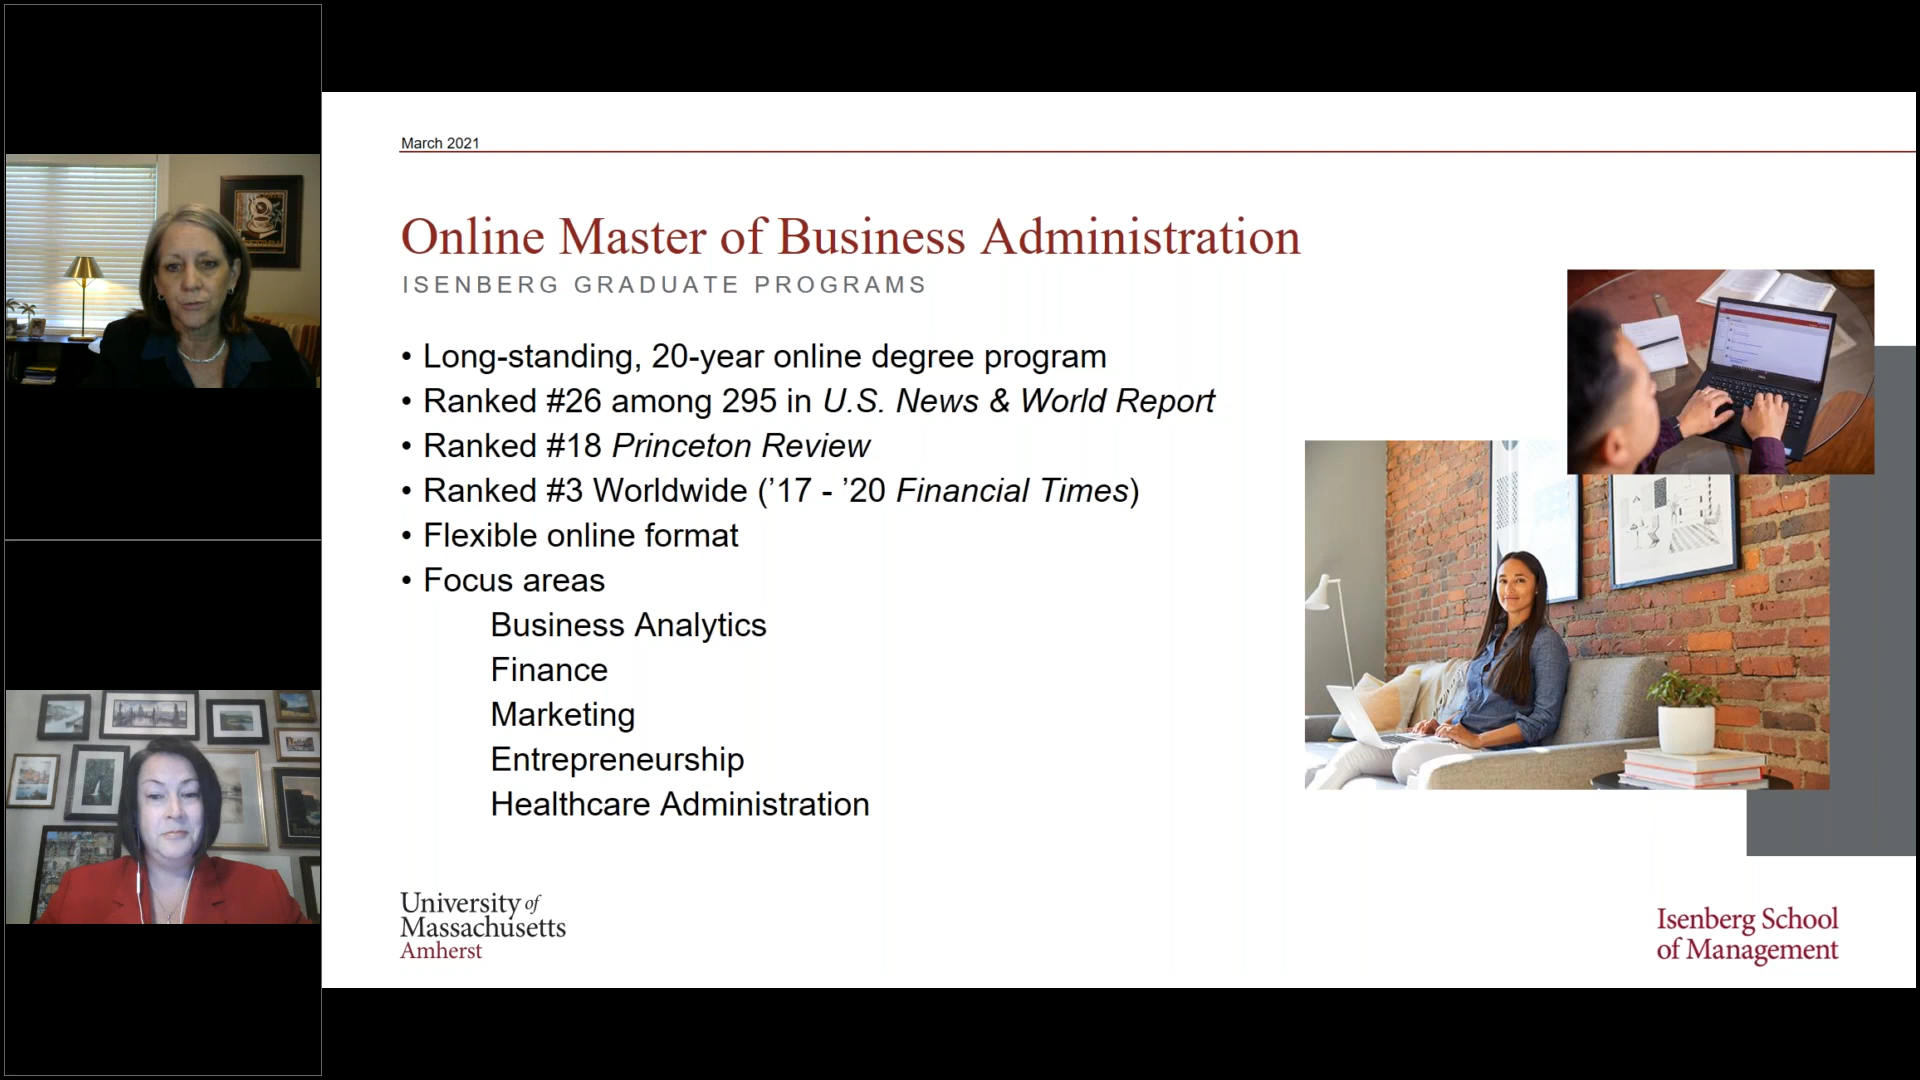 March 2021
Online Master of Business Administration
ISENBERG GRADUATE PROGRAMS
• Long-standing, 20-year online degree program
• Ranked #26 among 295 in U.S. News & World Report
• Ranked #18 Princeton Review
• Ranked #3 Worldwide (’17 - ’20 Financial Times)
• Flexible online format
• Focus areas
Business Analytics
Finance
Marketing
Entrepreneurship
Healthcare Administration
University of
Massachusetts
Amherst
Isenberg School
of Management